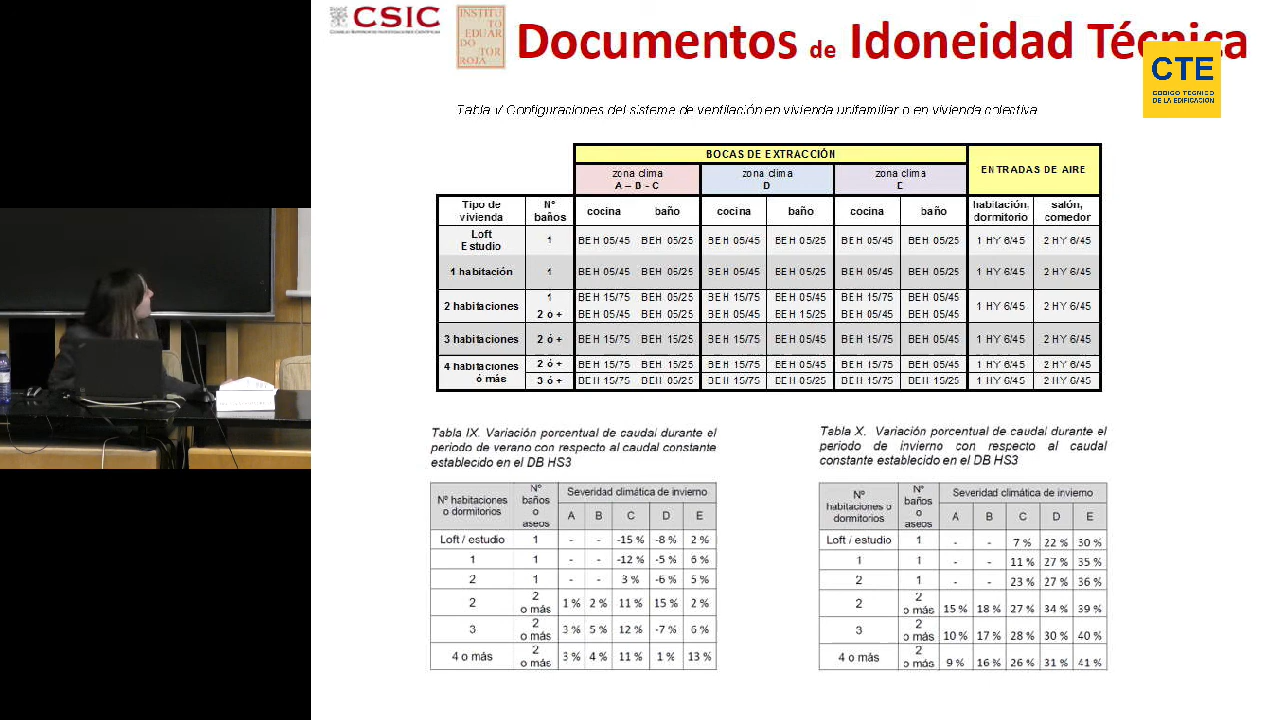 CSIC
CONSEJO SUPERIOR DE INVESTIGACIONES CIENTÍFICAS
INSTITU
TO
EDUAR
DO
TOR
ROJA
Documentos de Idoneidad Técnica
CTE
CÓDIGO TÉCNICO
DE LA EDIFICACIÓN
Tabla V Configuraciones del sistema de ventilación en vivienda unifamiliar o en vivienda colectiva
BOCAS DE EXTRACCIÓN ENTRADAS DE AIRE
zona clima A – B - C zona clima D zona clima E
Tipo de vivienda Nº baños cocina baño cocina baño cocina baño habitación, dormitorio salón, comedor
Loft Estudio 1 BEH 05/45 BEH 05/25 BEH 05/45 BEH 05/25 BEH 05/45 BEH 05/25 1 HY 6/45 2 HY 6/45
1 habitación 1 BEH 05/45 BEH 05/25 BEH 05/45 BEH 05/25 BEH 05/45 BEH 05/25 1 HY 6/45 2 HY 6/45
2 habitaciones 1 BEH 15/75 BEH 05/25 BEH 15/75 BEH 05/45 BEH 15/75 BEH 05/45 1 HY 6/45 2 HY 6/45
2 ó + BEH 05/45 BEH 05/25 BEH 05/45 BEH 15/25 BEH 05/45 BEH 05/45
3 habitaciones 2 ó + BEH 15/75 BEH 15/25 BEH 15/75 BEH 15/25 BEH 15/75 BEH 15/25 1 HY 6/45 2 HY 6/45
4 habitaciones ó más 2 ó + BEH 15/75 BEH 15/25 BEH 15/75 BEH 05/45 BEH 15/75 BEH 05/45 1 HY 6/45 2 HY 6/45
3 ó + BEH 15/75 BEH 05/25 BEH 15/75 BEH 15/25 BEH 15/75 BEH 15/25 1 HY 6/45 2 HY 6/45
Tabla IX. Variación porcentual de caudal durante el
periodo de verano con respecto al caudal constante
establecido en el DB HS3
Nº habitaciones o dormitorios Nº baños o aseos Severidad climática de invierno
A B C D E
Loft / estudio 1 - - -15 % -8 % 2 %
1 1 - - -12 % -5 % 6 %
2 1 - - 3 % -6 % 5 %
2 2 o más 1 % 2 % 11 % 15 % 2 %
3 2 o más 3 % 5 % 12 % -7 % 6 %
4 o más 2 o más 3 % 4 % 11 % 1 % 13 %
Tabla X. Variación porcentual de caudal durante el
periodo de invierno con respecto al caudal
constante establecido en el DB HS3
Nº habitaciones o dormitorios Nº baños o aseos Severidad climática de invierno
A B C D E
Loft / estudio 1 - - 7 % 22 % 30 %
1 1 - - 11 % 27 % 35 %
2 1 - - 23 % 27 % 36 %
2 2 o más 15 % 18 % 27 % 34 % 39 %
3 2 o más 10 % 17 % 28 % 30 % 40 %
4 o más 2 o más 9 % 16 % 26 % 31 % 41 %